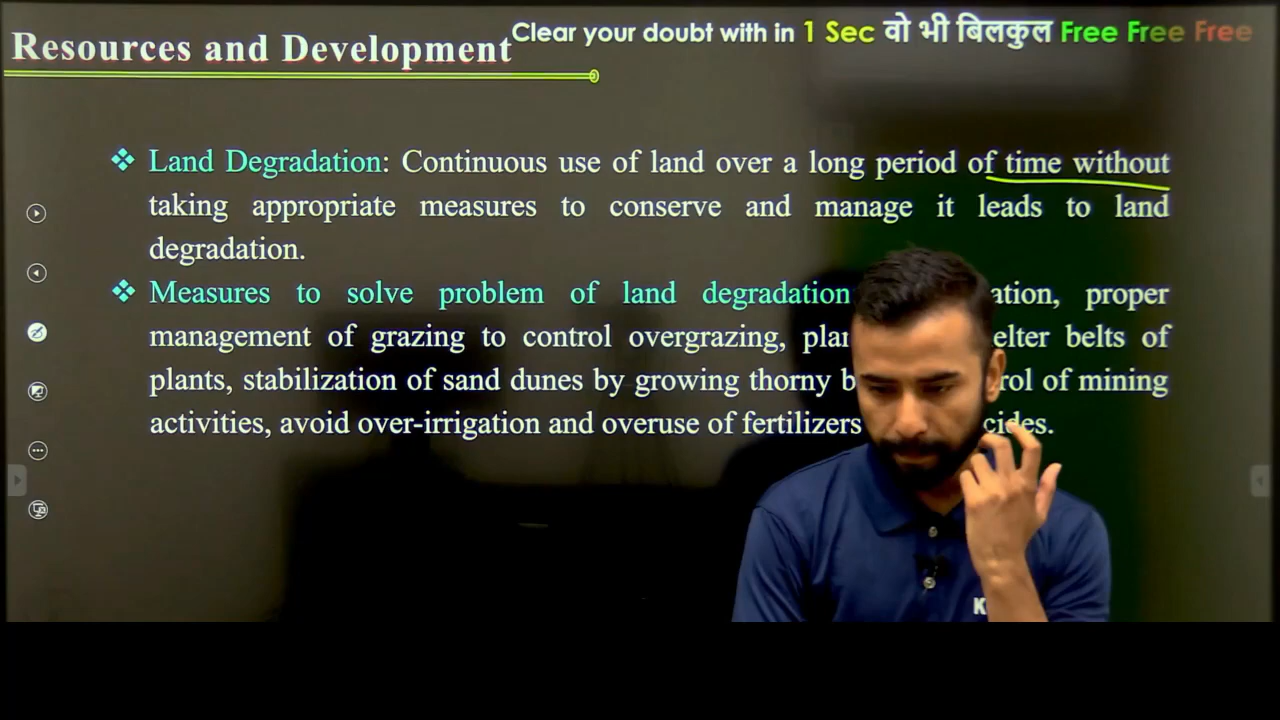 Resources and Development
Clear your doubt with in 1 Sec वो भी बिलकुल Free Free Free
❖ Land Degradation: Continuous use of land over a long period of time without
taking appropriate measures to conserve and manage it leads to land
degradation.
❖ Measures to solve problem of land degradation ation, proper
management of grazing to control overgrazing, plan elter belts of
plants, stabilization of sand dunes by growing thorny b rol of mining
activities, avoid over-irrigation and overuse of fertilizers cides.
K